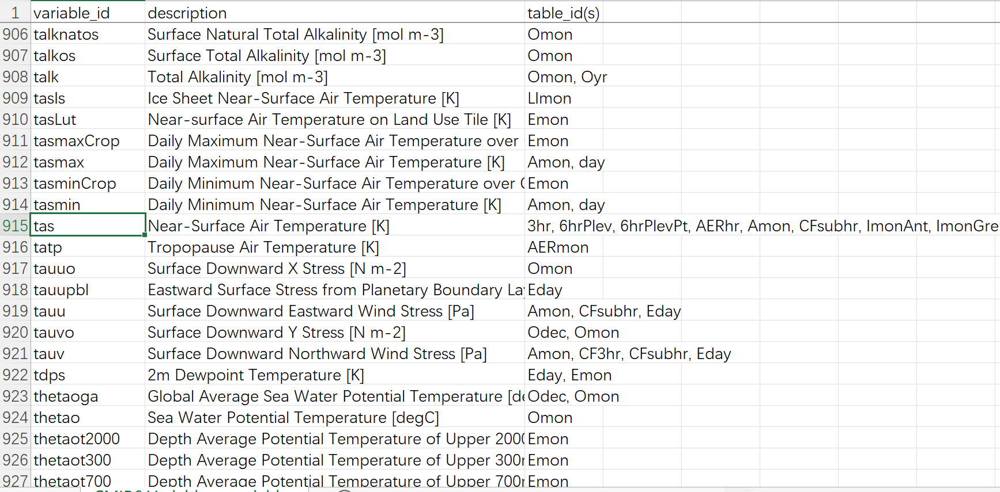 1 variable_id description table_id(s)
906 talknatos Surface Natural Total Alkalinity [mol m-3] Omon
907 talkos Surface Total Alkalinity [mol m-3] Omon
908 talk Total Alkalinity [mol m-3] Omon, Oyr
909 tasls Ice Sheet Near-Surface Air Temperature [K] LImon
910 tasLut Near-surface Air Temperature on Land Use Tile [K] Emon
911 tasmaxCrop Daily Maximum Near-Surface Air Temperature over Emon
912 tasmax Daily Maximum Near-Surface Air Temperature [K] Amon, day
913 tasminCrop Daily Minimum Near-Surface Air Temperature over Emon
914 tasmin Daily Minimum Near-Surface Air Temperature [K] Amon, day
915 tas Near-Surface Air Temperature [K] 3hr, 6hrPlev, 6hrPlevPt, AERhr, Amon, CFsubhr, ImonAnt, ImonGre
916 tatp Tropopause Air Temperature [K] AERmon
917 tauuo Surface Downward X Stress [N m-2] Omon
918 tauupbl Eastward Surface Stress from Planetary Boundary Lay Eday
919 tauu Surface Downward Eastward Wind Stress [Pa] Amon, CFsubhr, Eday
920 tauvo Surface Downward Y Stress [N m-2] Odec, Omon
921 tauv Surface Downward Northward Wind Stress [Pa] Amon, CF3hr, CFsubhr, Eday
922 tdps 2m Dewpoint Temperature [K] Eday, Emon
923 thetaoga Global Average Sea Water Potential Temperature [de Odec, Omon
924 thetao Sea Water Potential Temperature [degC] Omon
925 thetaot2000 Depth Average Potential Temperature of Upper 2000 Emon
926 thetaot300 Depth Average Potential Temperature of Upper 300m Emon
927 thetaot700 Depth Average Potential Temperature of Upper 700m Emon